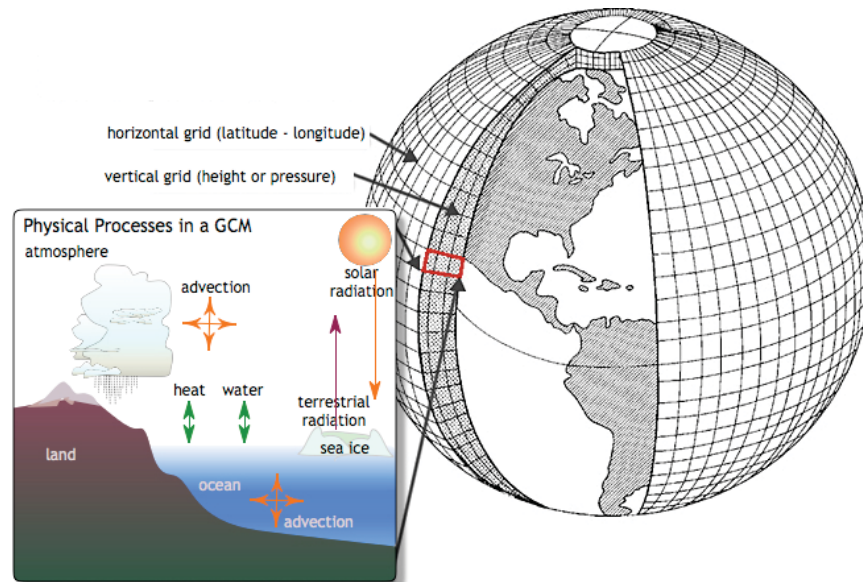 horizontal grid (latitude - longitude)
vertical grid (height or pressure)
Physical Processes in a GCM
atmosphere
advection
solar
radiation
heat
water
terrestrial
radiation
sea ice
land
ocean
advection